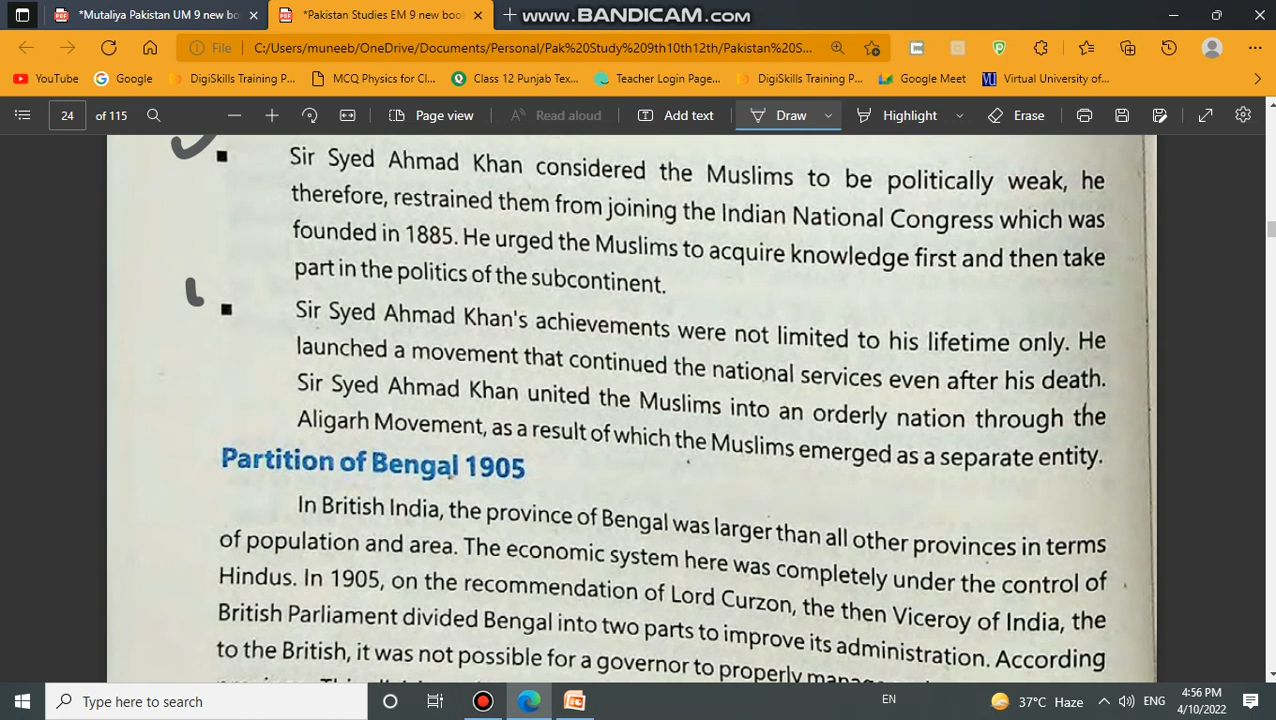 *Mutaliya Pakistan UM 9 new bo
*Pakistan Studies EM 9 new book
www.BANDICAM.com
File
C:/Users/muneeb/OneDrive/Documents/Personal/Pak%20Study%209th10th12th/Pakistan%20S...
YouTube
Google
DigiSkills Training P...
MCQ Physics for Cl...
Class 12 Punjab Tex...
Teacher Login Page...
DigiSkills Training P...
Google Meet
Virtual University of...
24 of 115
Page view
Read aloud
Add text
Draw
Highlight
Erase
Sir Syed Ahmad Khan considered the Muslims to be politically weak, he
therefore, restrained them from joining the Indian National Congress which was
founded in 1885. He urged the Muslims to acquire knowledge first and then take
part in the politics of the subcontinent.
Sir Syed Ahmad Khan's achievements were not limited to his lifetime only. He
launched a movement that continued the national services even after his death.
Sir Syed Ahmad Khan united the Muslims into an orderly nation through the
Aligarh Movement, as a result of which the Muslims emerged as a separate entity.
Partition of Bengal 1905
In British India, the province of Bengal was larger than all other provinces in terms
of population and area. The economic system here was completely under the control of
Hindus. In 1905, on the recommendation of Lord Curzon, the then Viceroy of India, the
British Parliament divided Bengal into two parts to improve its administration. According
to the British, it was not possible for a governor to properly
Type here to search
EN
37°C Haze
ENG
4:56 PM
4/10/2022